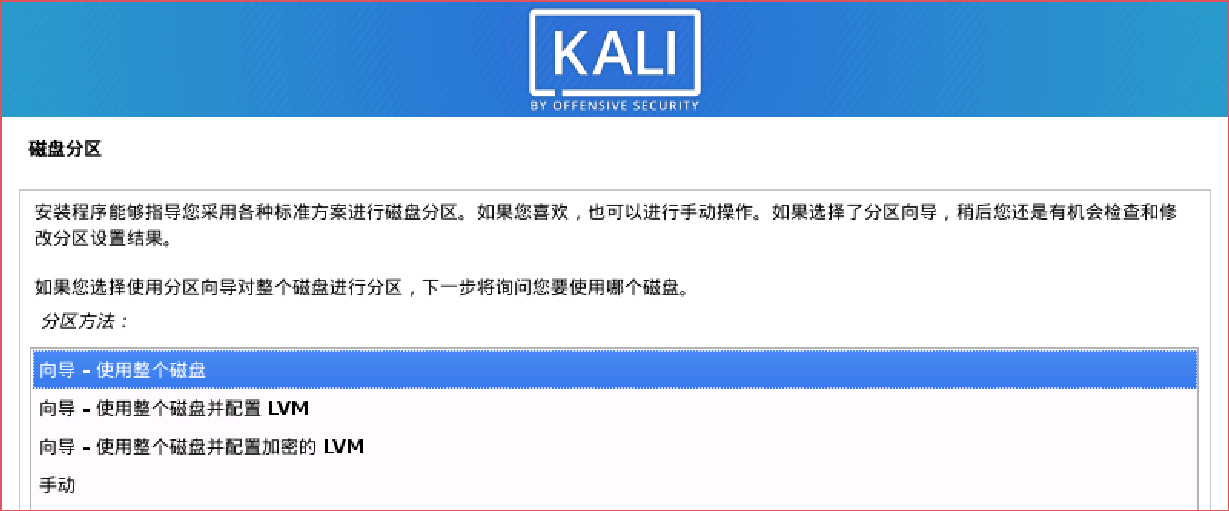 KALI
BY OFFENSIVE SECURITY
磁盘分区
安装程序能够指导您采用各种标准方案进行磁盘分区。如果您喜欢，也可以进行手动操作。如果选择了分区向导，稍后您还是有机会检查和修
改分区设置结果。
如果您选择使用分区向导对整个磁盘进行分区，下一步将询问您要使用哪个磁盘。
分区方法：
向导 – 使用整个磁盘
向导 – 使用整个磁盘并配置 LVM
向导 – 使用整个磁盘并配置加密的 LVM
手动